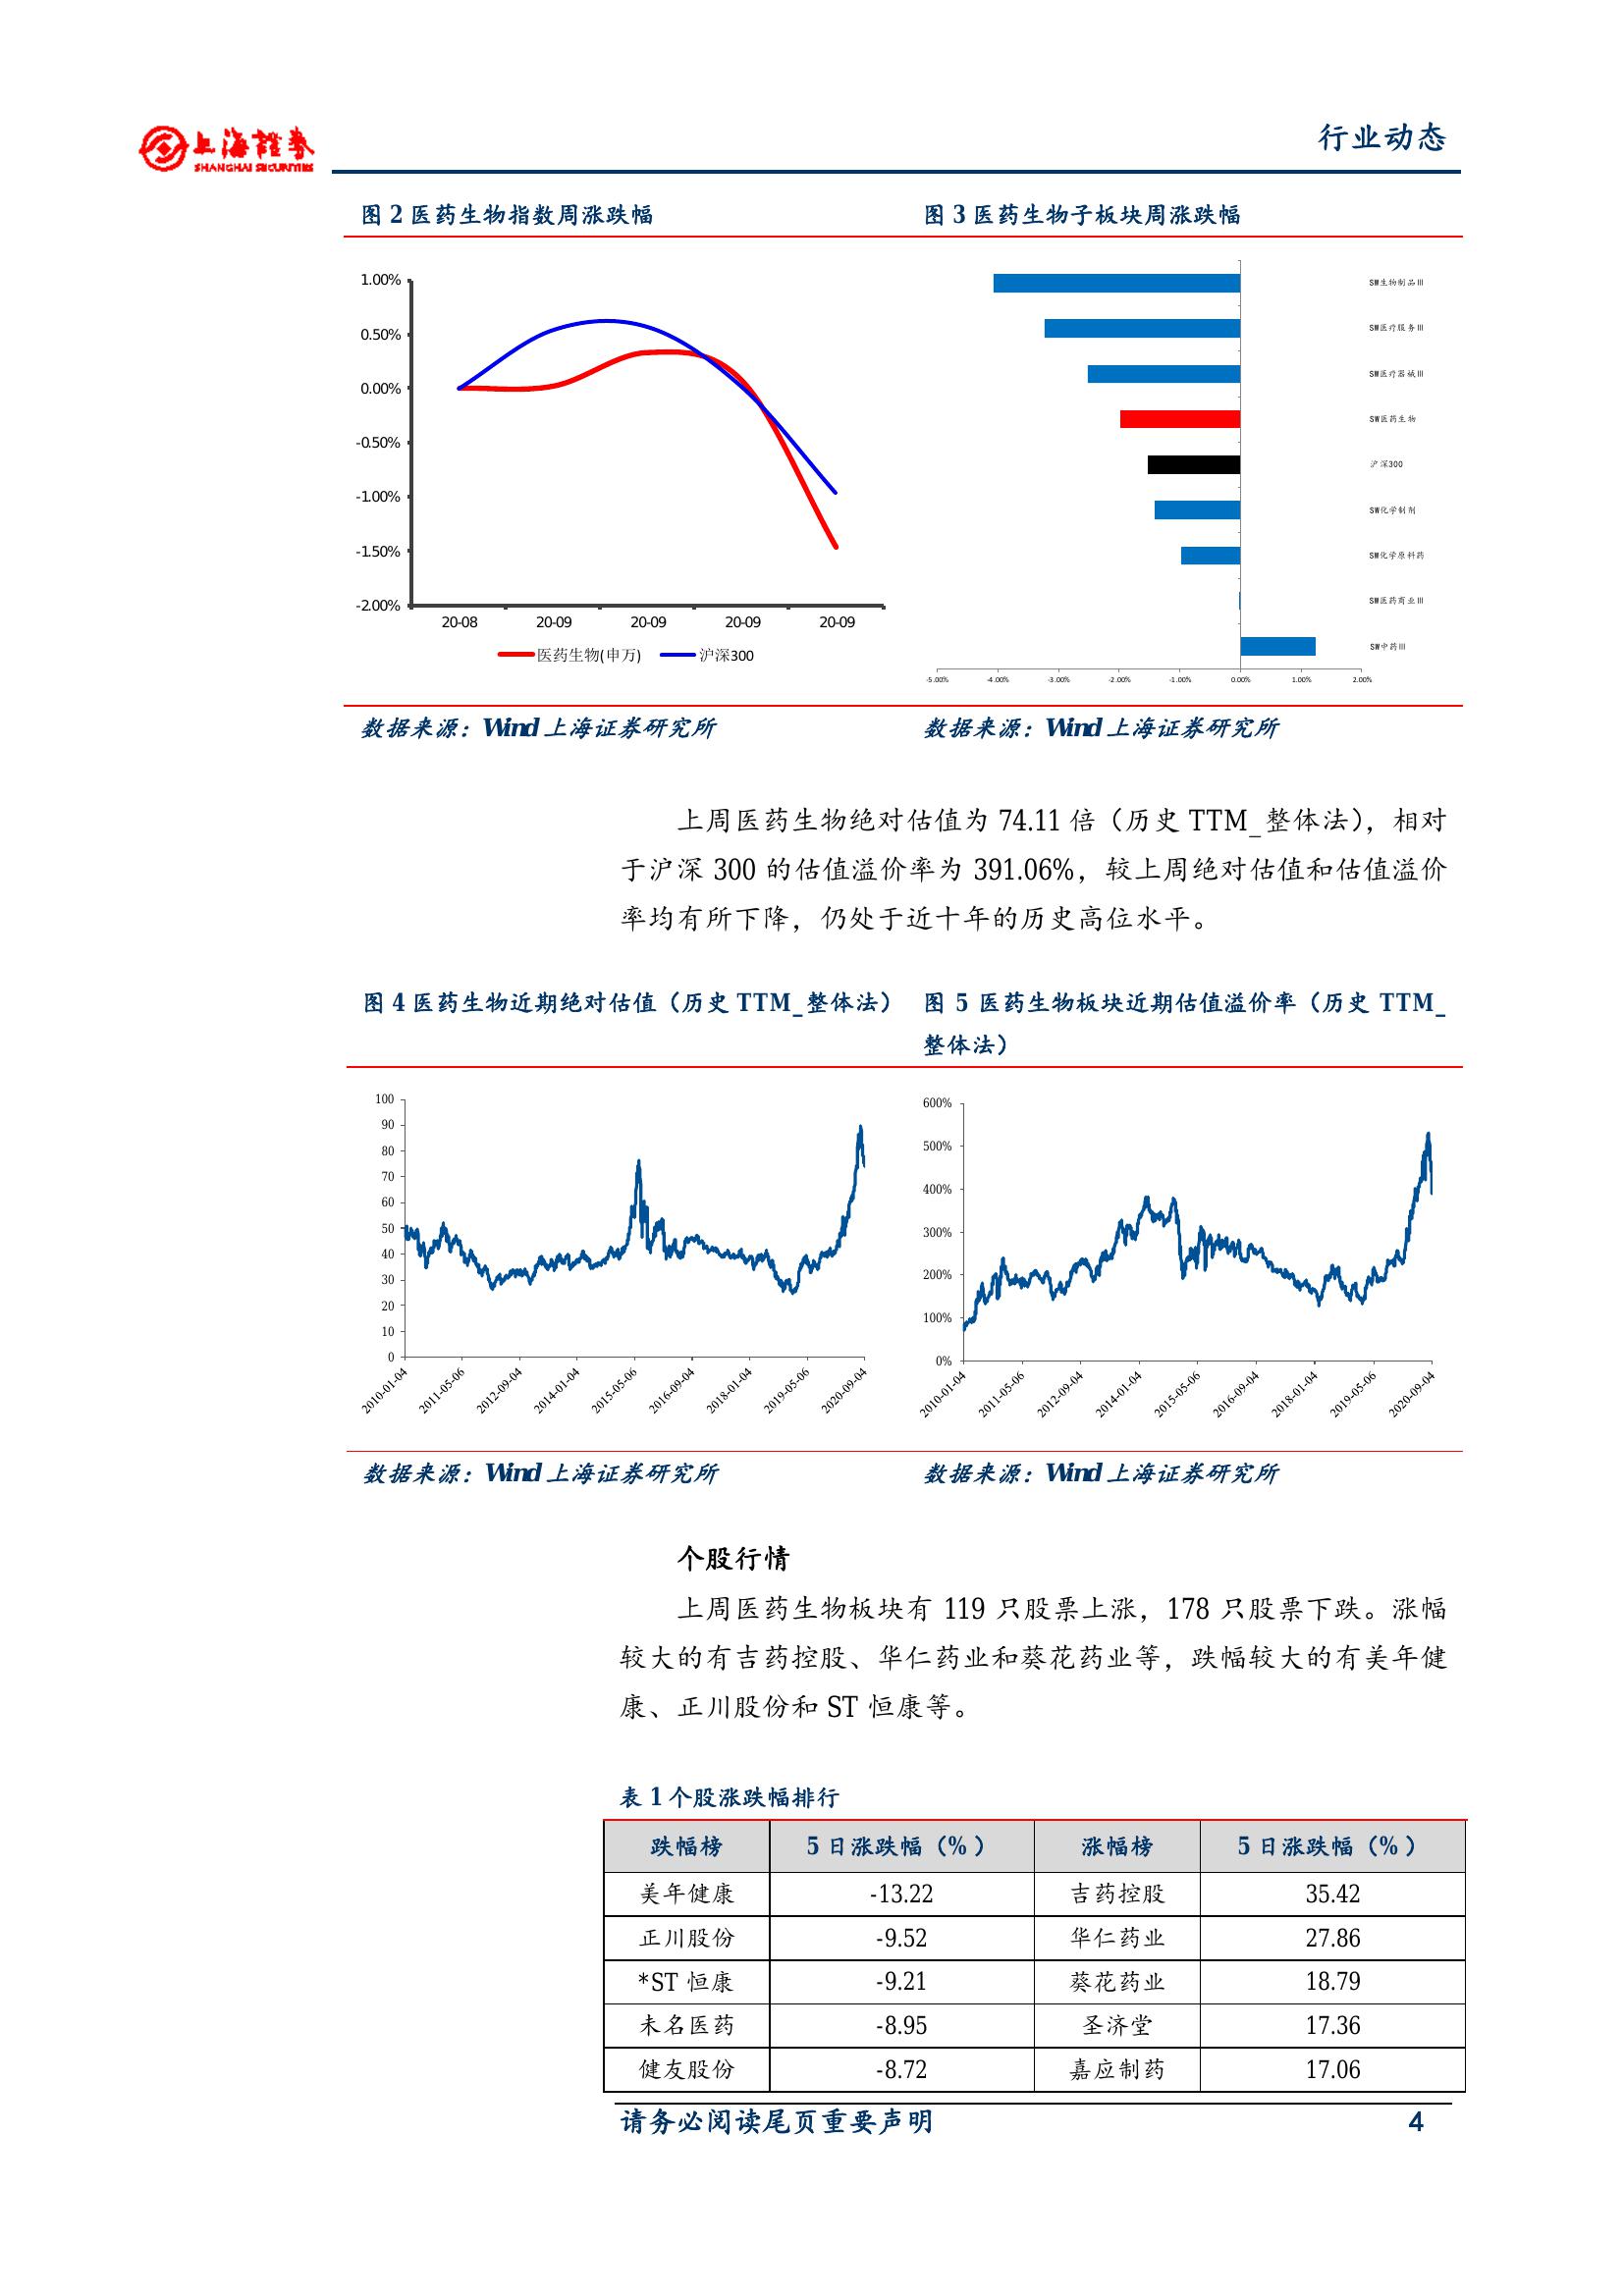 上海證券
SHANGHAI SECURITIES
行业动态
图 2 医药生物指数周涨跌幅
图 3 医药生物子板块周涨跌幅
1.00%
0.50%
0.00%
-0.50%
-1.00%
-1.50%
-2.00%
20-08 20-09 20-09 20-09 20-09
医药生物(申万) 沪深300
SW生物制品III
SW医疗服务III
SW医疗器械III
SW医药生物
沪深300
SW化学制剂
SW化学原料药
SW医药商业III
SW中药III
-5.00% -4.00% -3.00% -2.00% -1.00% 0.00% 1.00% 2.00%
数据来源：Wind 上海证券研究所
数据来源：Wind 上海证券研究所
上周医药生物绝对估值为 74.11 倍（历史 TTM_整体法），相对
于沪深 300 的估值溢价率为 391.06%，较上周绝对估值和估值溢价
率均有所下降，仍处于近十年的历史高位水平。
图 4 医药生物近期绝对估值（历史 TTM_整体法）
图 5 医药生物板块近期估值溢价率（历史 TTM_
整体法）
100
90
80
70
60
50
40
30
20
10
0
2010-01-04 2011-05-06 2012-09-04 2014-01-04 2015-05-06 2016-09-04 2018-01-04 2019-05-06 2020-09-04
600%
500%
400%
300%
200%
100%
0%
2010-01-04 2011-05-06 2012-09-04 2014-01-04 2015-05-06 2016-09-04 2018-01-04 2019-05-06 2020-09-04
数据来源：Wind 上海证券研究所
数据来源：Wind 上海证券研究所
个股行情
上周医药生物板块有 119 只股票上涨，178 只股票下跌。涨幅
较大的有吉药控股、华仁药业和葵花药业等，跌幅较大的有美年健
康、正川股份和 ST 恒康等。
表 1 个股涨跌幅排行
跌幅榜 5 日涨跌幅（%） 涨幅榜 5 日涨跌幅（%）
美年健康 -13.22 吉药控股 35.42
正川股份 -9.52 华仁药业 27.86
*ST 恒康 -9.21 葵花药业 18.79
未名医药 -8.95 圣济堂 17.36
健友股份 -8.72 嘉应制药 17.06
请务必阅读尾页重要声明 4